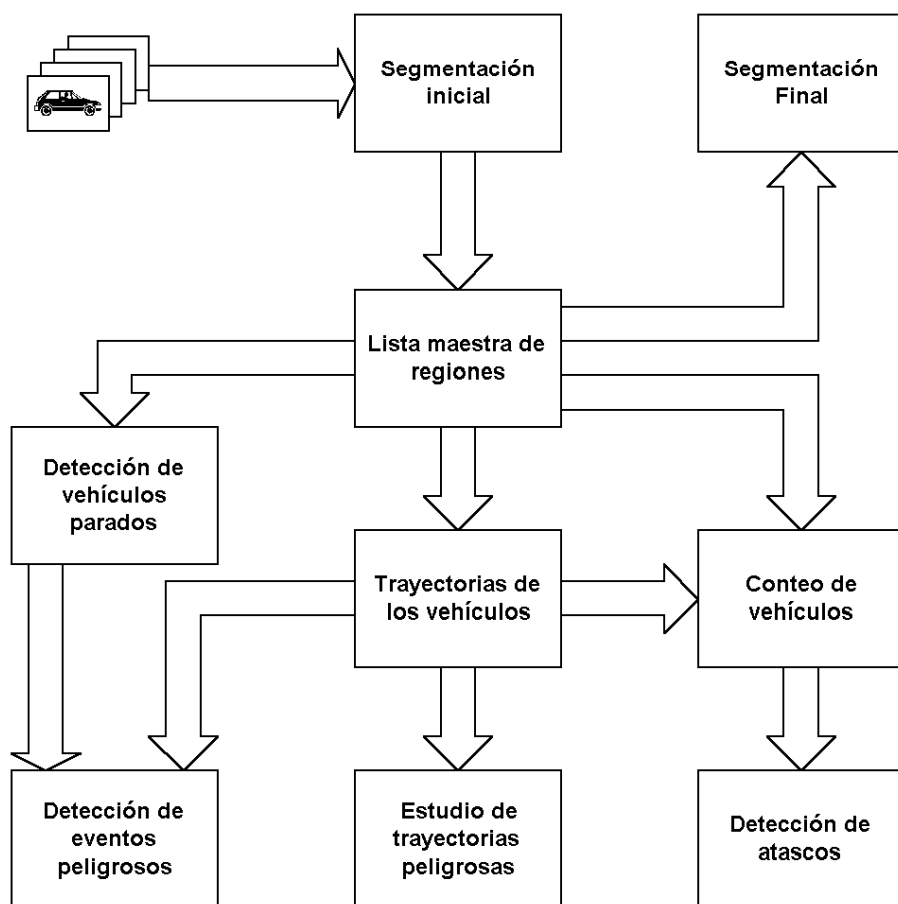 Segmentación
inicial
Segmentación
Final
Lista maestra de
regiones
Detección de
vehículos
parados
Trayectorias de
los vehículos
Conteo de
vehículos
Detección de
eventos
peligrosos
Estudio de
trayectorias
peligrosas
Detección de
atascos